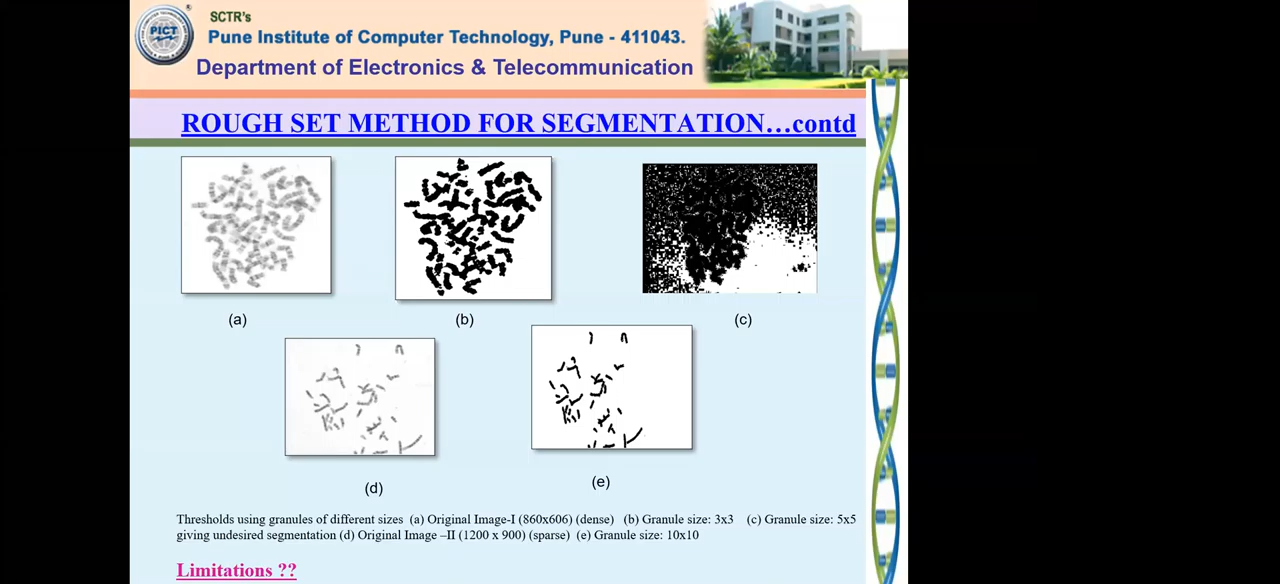 SCTR's
PICT
Pune Institute of Computer Technology, Pune - 411043.
Department of Electronics & Telecommunication
ROUGH SET METHOD FOR SEGMENTATION…contd
(a)
(b)
(c)
(d)
(e)
Thresholds using granules of different sizes (a) Original Image-I (860x606) (dense) (b) Granule size: 3x3 (c) Granule size: 5x5
giving undesired segmentation (d) Original Image –II (1200 x 900) (sparse) (e) Granule size: 10x10
Limitations ??